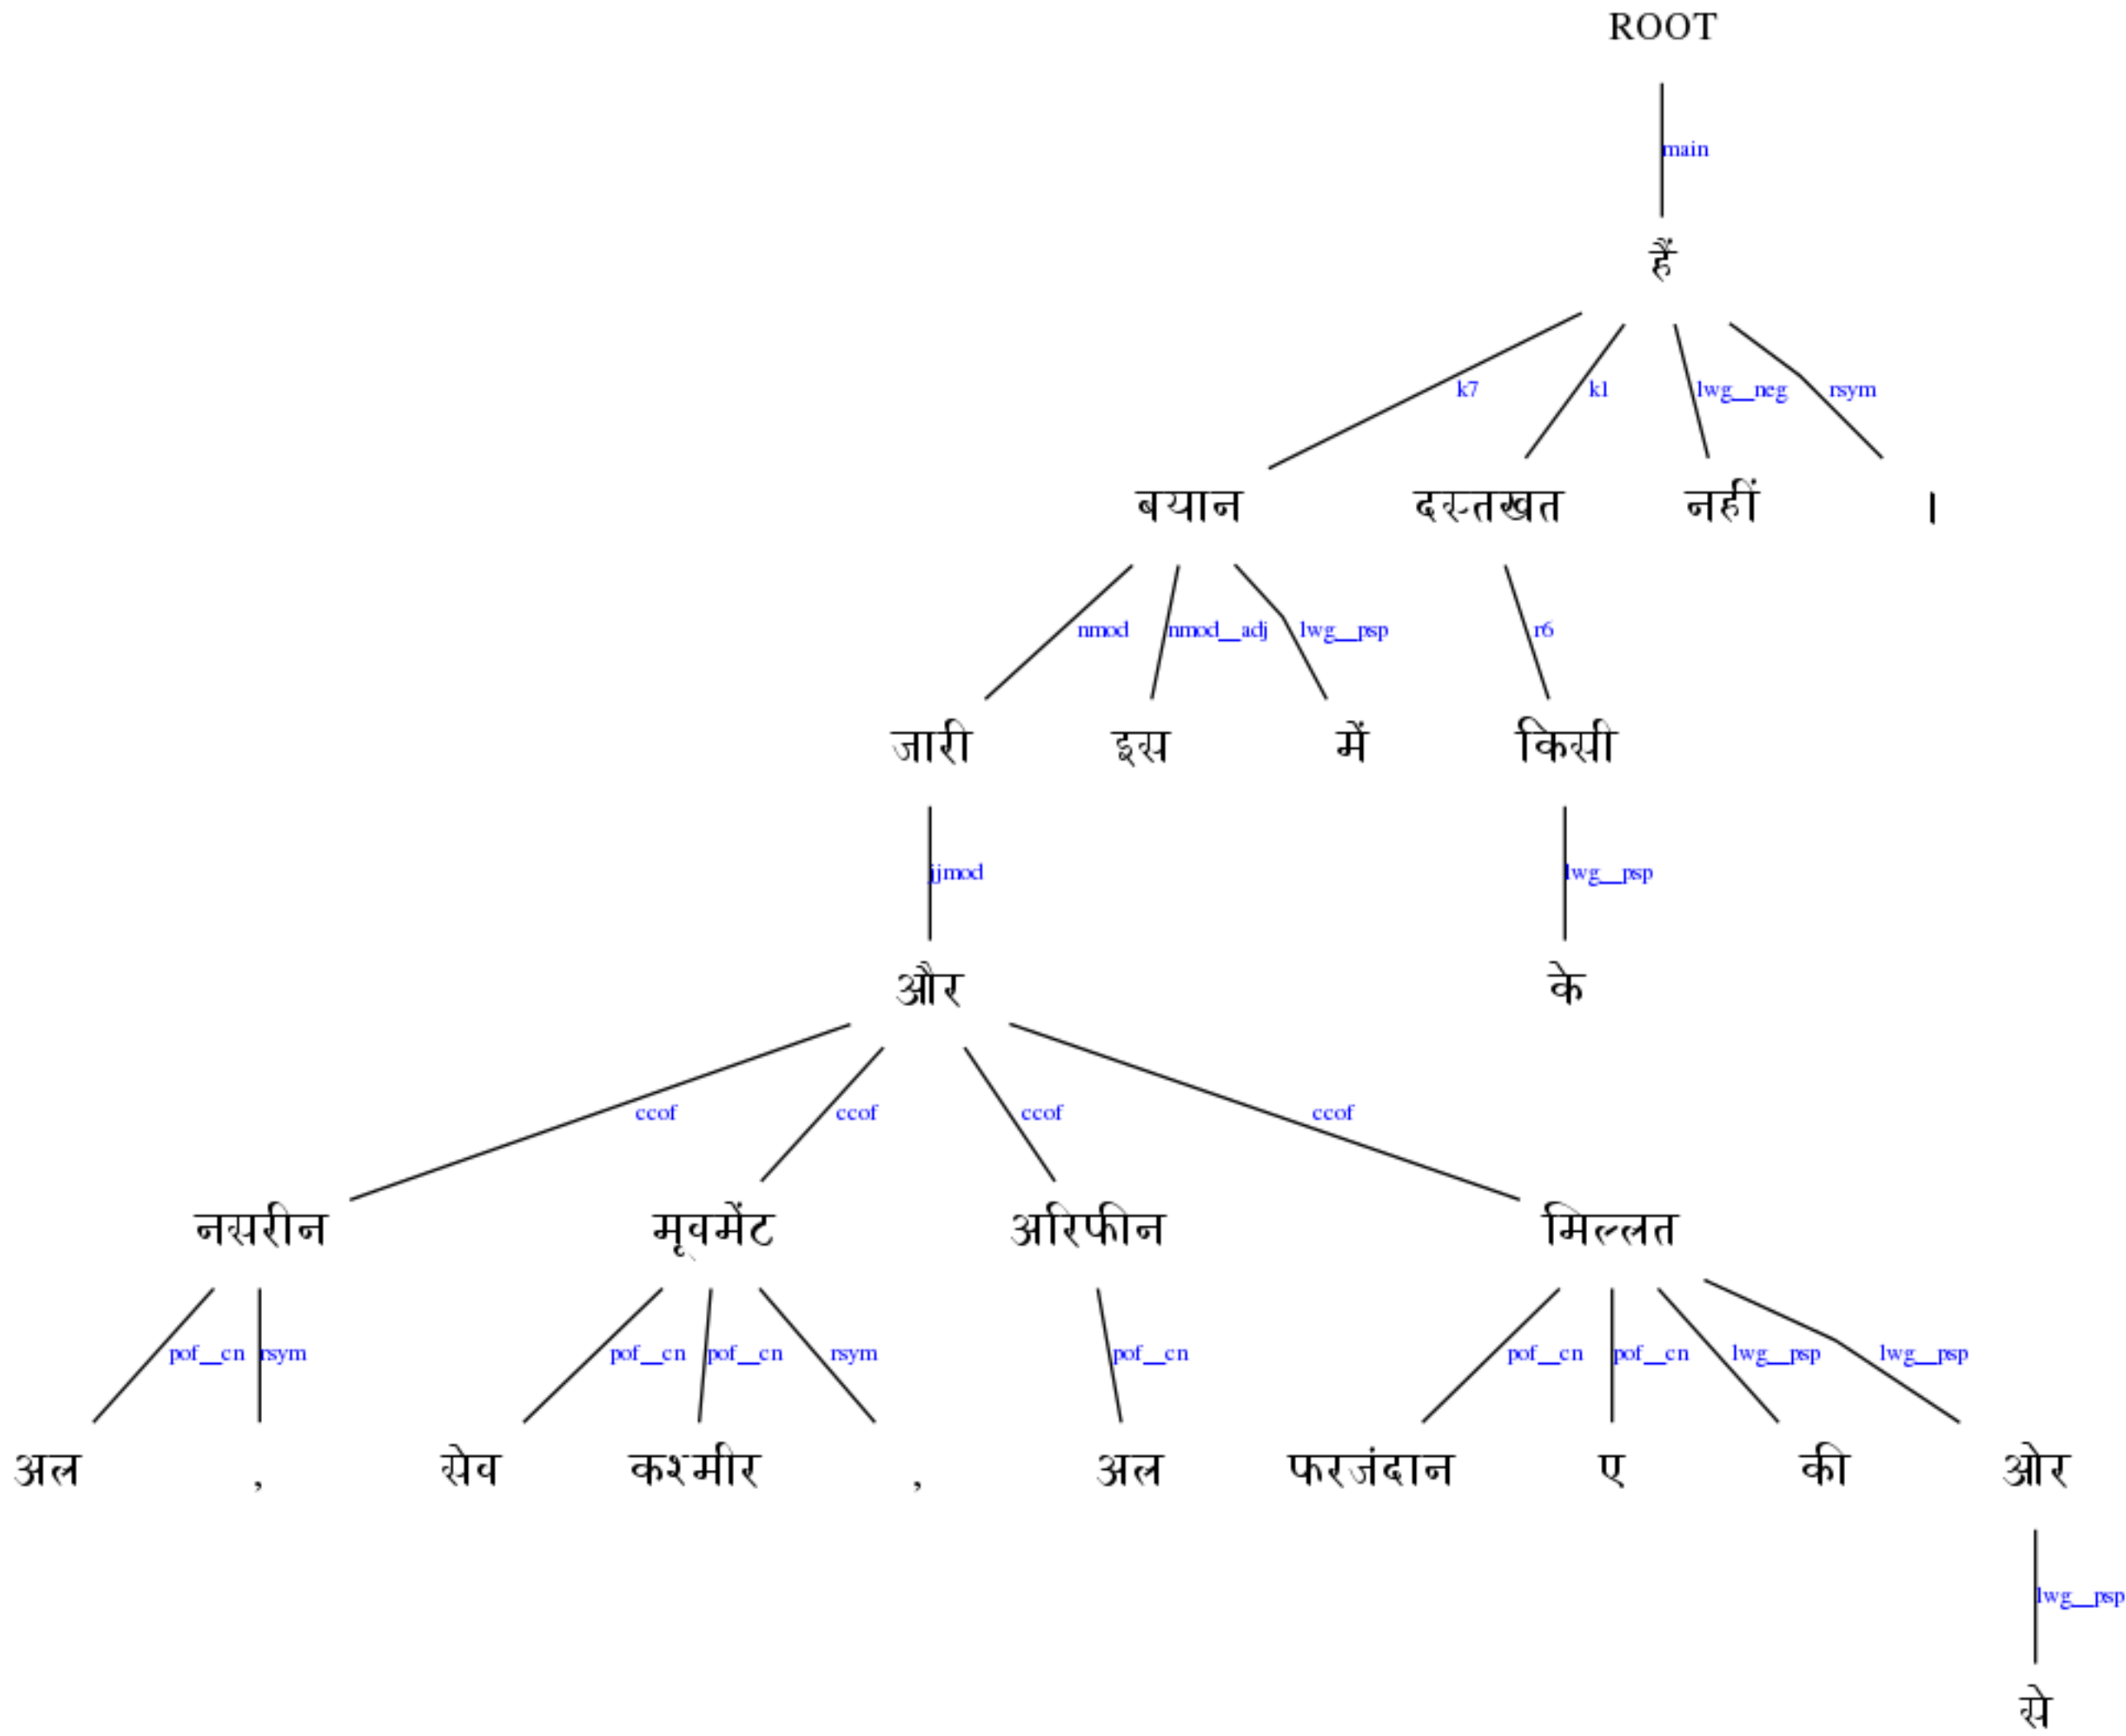 ROOT
main
हैं
k7 k1 lwg__neg rsym
बयान दस्तखत नहीं ।
nmod nmod__adj lwg__psp r6
जारी इस में किसी
jjmod lwg__psp
और के
ccof ccof ccof ccof
नसरीन मूवमेंट अरिफीन मिल्लत
pof__cn rsym pof__cn pof__cn rsym pof__cn pof__cn pof__cn lwg__psp lwg__psp
अल , सेव कश्मीर , अल फरजंदान ए की ओर
lwg__psp
से